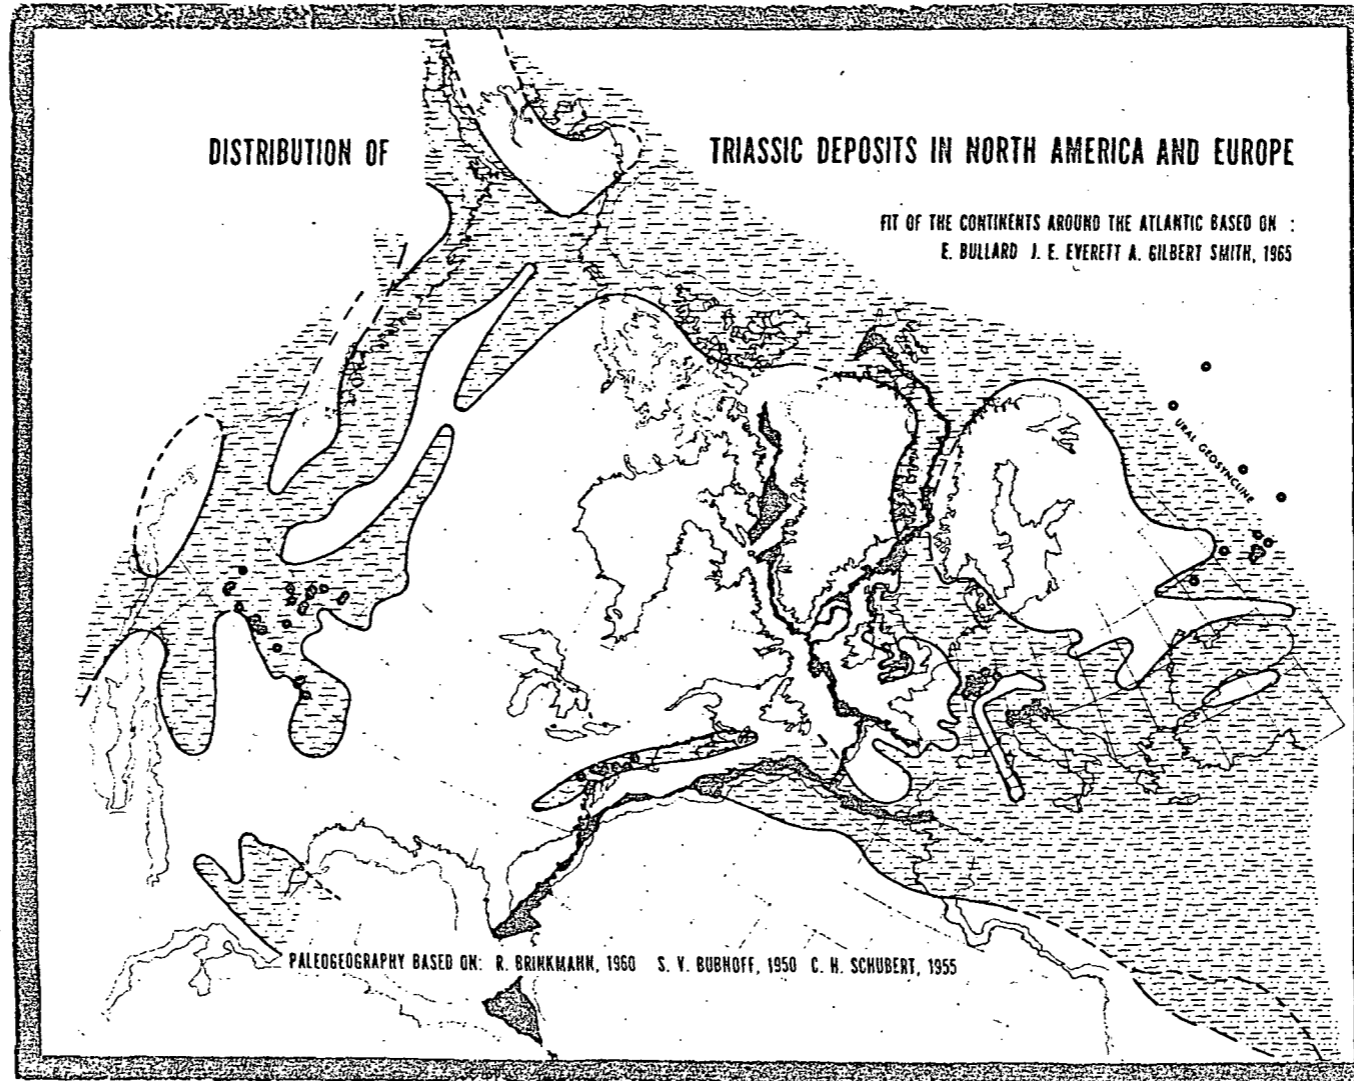 DISTRIBUTION OF TRIASSIC DEPOSITS IN NORTH AMERICA AND EUROPE
FIT OF THE CONTINENTS AROUND THE ATLANTIC BASED ON :
E. BULLARD J. E. EVERETT A. GILBERT SMITH, 1965
URAL GEOSYNCLINE
PALEOGEOGRAPHY BASED ON: R. BRINKMANN, 1960 S. V. BUBNOFF, 1950 C. H. SCHUBERT, 1955